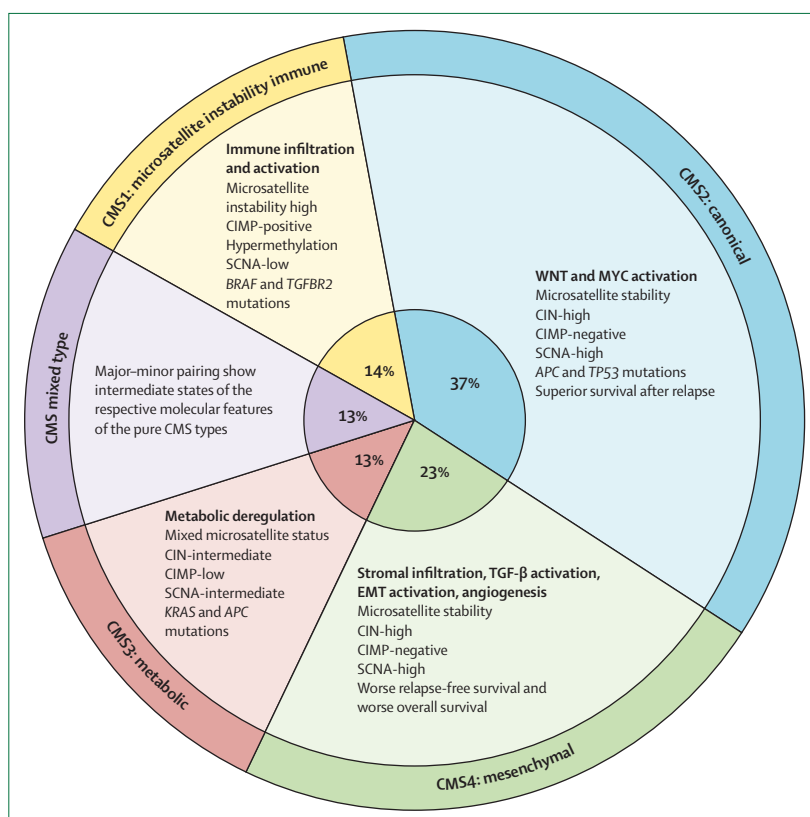 CMS1: microsatellite instability immune
Immune infiltration
and activation
Microsatellite
instability high
CIMP-positive
Hypermethylation
SCNA-low
BRAF and TGFBR2
mutations
14%
CMS2: canonical
WNT and MYC activation
Microsatellite stability
CIN-high
CIMP-negative
SCNA-high
APC and TP53 mutations
Superior survival after relapse
37%
CMS mixed type
Major–minor pairing show
intermediate states of the
respective molecular features
of the pure CMS types
13%
CMS3: metabolic
Metabolic deregulation
Mixed microsatellite status
CIN-intermediate
CIMP-low
SCNA-intermediate
KRAS and APC
mutations
13%
CMS4: mesenchymal
Stromal infiltration, TGF-β activation,
EMT activation, angiogenesis
Microsatellite stability
CIN-high
CIMP-negative
SCNA-high
Worse relapse-free survival and
worse overall survival
23%